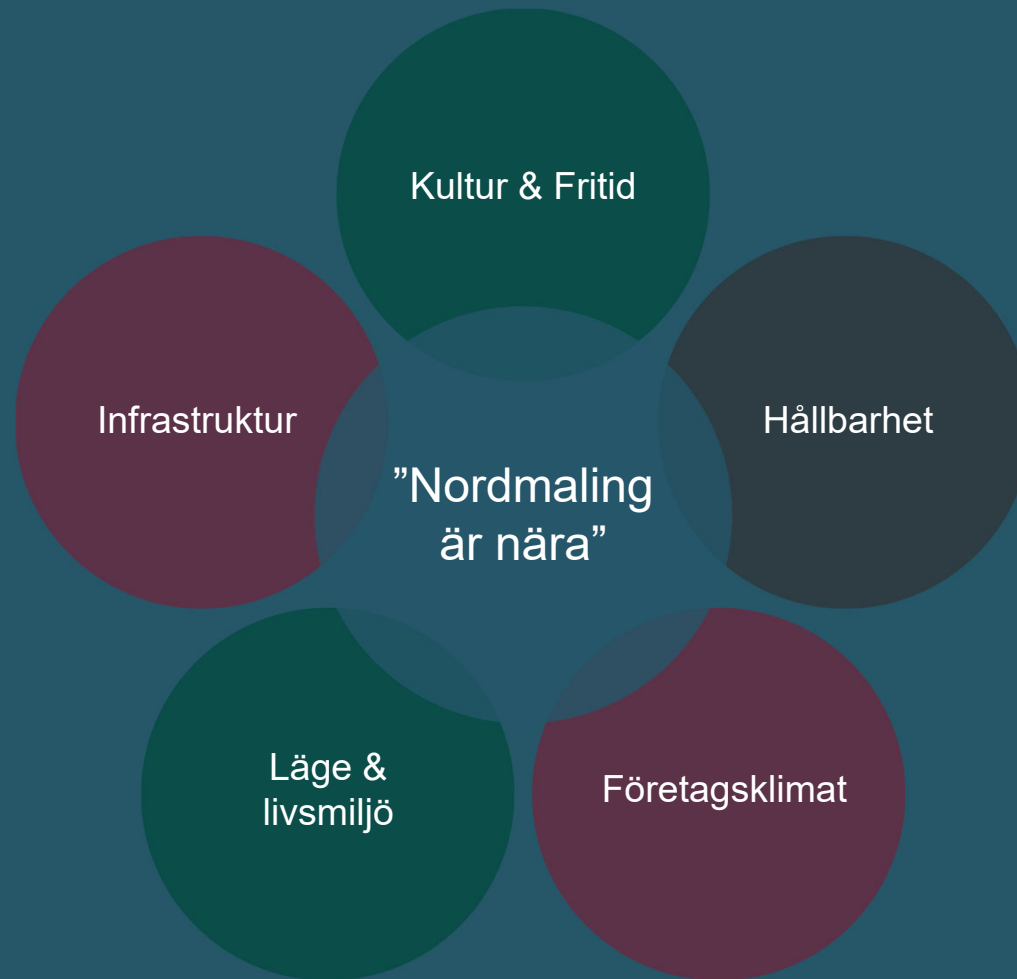 Kultur & Fritid
Infrastruktur
Hållbarhet
”Nordmaling
är nära”
Läge &
livsmiljö
Företagsklimat